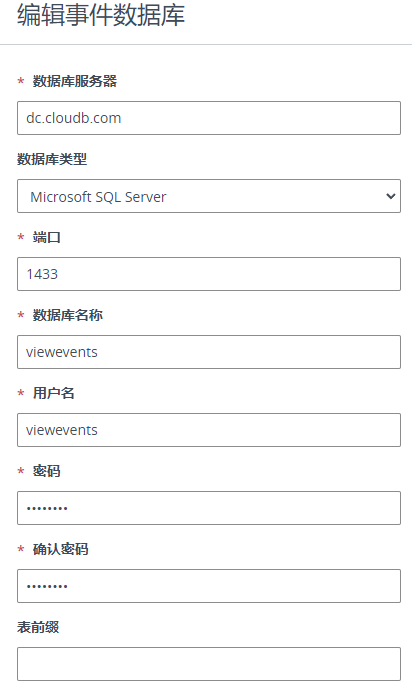 编辑事件数据库
* 数据库服务器
dc.cloudb.com
数据库类型
Microsoft SQL Server
* 端口
1433
* 数据库名称
viewevents
* 用户名
viewevents
* 密码
••••••••
* 确认密码
••••••••
表前缀